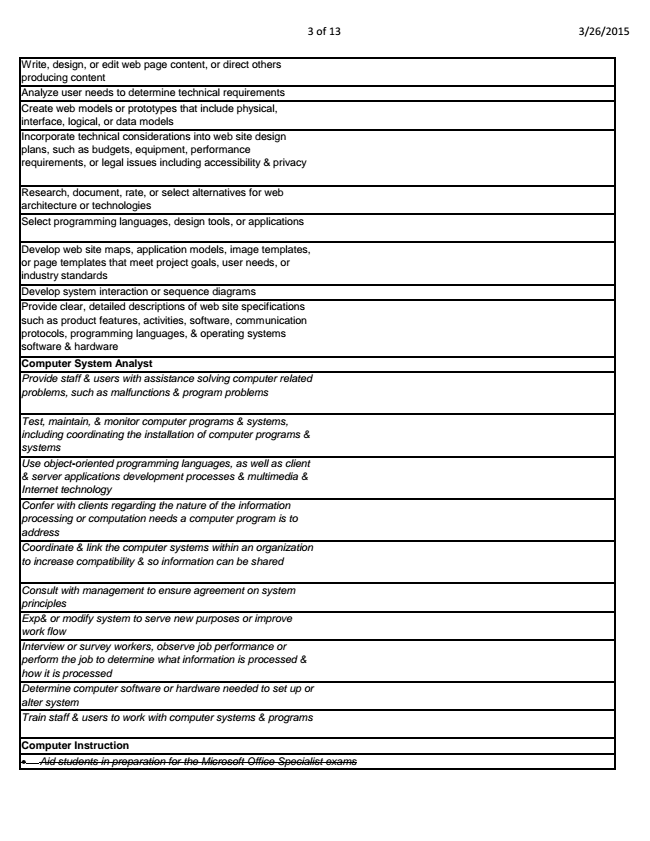 3 of 13
3/26/2015
Write, design, or edit web page content, or direct others
producing content
Analyze user needs to determine technical requirements
Create web models or prototypes that include physical,
interface, logical, or data models
Incorporate technical considerations into web site design
plans, such as budgets, equipment, performance
requirements, or legal issues including accessibility & privacy
Research, document, rate, or select alternatives for web
architecture or technologies
Select programming languages, design tools, or applications
Develop web site maps, application models, image templates,
or page templates that meet project goals, user needs, or
industry standards
Develop system interaction or sequence diagrams
Provide clear, detailed descriptions of web site specifications
such as product features, activities, software, communication
protocols, programming languages, & operating systems
software & hardware
Computer System Analyst
Provide staff & users with assistance solving computer related
problems, such as malfunctions & program problems
Test, maintain, & monitor computer programs & systems,
including coordinating the installation of computer programs &
systems
Use object-oriented programming languages, as well as client
& server applications development processes & multimedia &
Internet technology
Confer with clients regarding the nature of the information
processing or computation needs a computer program is to
address
Coordinate & link the computer systems within an organization
to increase compatibility & so information can be shared
Consult with management to ensure agreement on system
principles
Exp& or modify system to serve new purposes or improve
work flow
Interview or survey workers, observe job performance or
perform the job to determine what information is processed &
how it is processed
Determine computer software or hardware needed to set up or
alter system
Train staff & users to work with computer systems & programs
Computer Instruction
• Aid students in preparation for the Microsoft Office Specialist exams